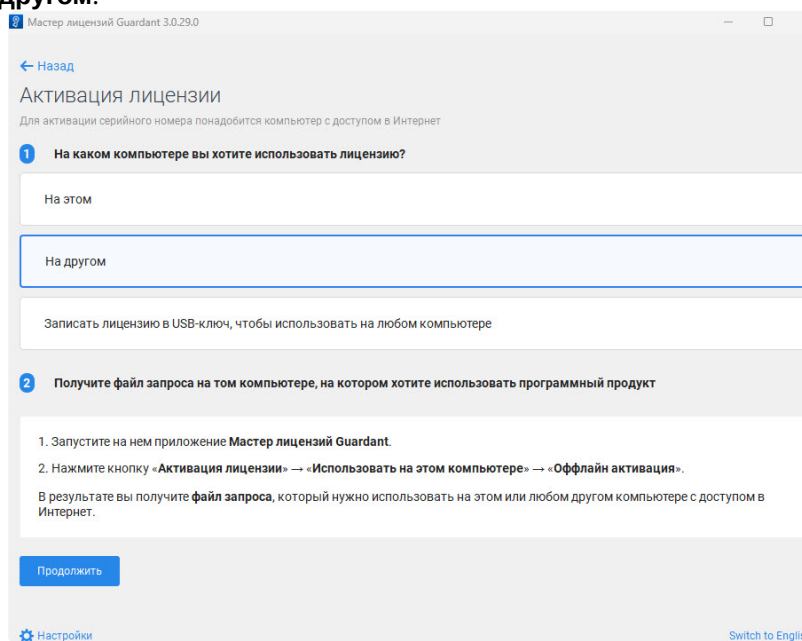 другом.
Мастер лицензий Guardant 3.0.29.0
Назад
Активация лицензии
Для активации серийного номера понадобится компьютер с доступом в Интернет
1 На каком компьютере вы хотите использовать лицензию?
На этом
На другом
Записать лицензию в USB-ключ, чтобы использовать на любом компьютере
2 Получите файл запроса на том компьютере, на котором хотите использовать программный продукт
1. Запустите на нем приложение Мастер лицензий Guardant.
2. Нажмите кнопку «Активация лицензии» → «Использовать на этом компьютере» → «Оффлайн активация».
В результате вы получите файл запроса, который нужно использовать на этом или любом другом компьютере с доступом в
Интернет.
Продолжить
Настройки
Switch to Englis